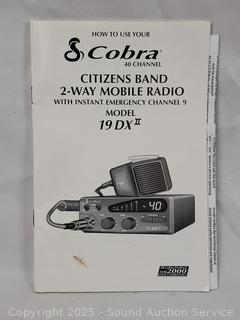 HOW TO USE YOUR
Cobra
40 CHANNEL
CITIZENS BAND
2-WAY MOBILE RADIO
WITH INSTANT EMERGENCY CHANNEL 9
MODEL
19 DX II
40
2000
Copyright 2025 - Sound Auction Service